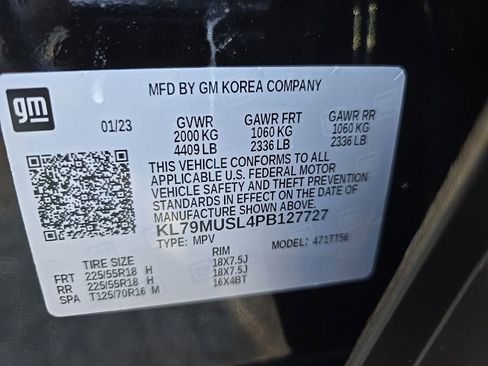 gm
MFD BY GM KOREA COMPANY
01/23 GVWR GAWR FRT GAWR RR
2000 KG 1060 KG 1060 KG
4409 LB 2336 LB 2336 LB
THIS VEHICLE CONFORMS TO ALL
APPLICABLE U.S. FEDERAL MOTOR
VEHICLE SAFETY AND THEFT PREVENTION
STANDARDS IN EFFECT ON THE DATE OF
MANUFACTURE SHOWN ABOVE.
KL79MUSL4PB127727
TYPE: MPV MODEL: 471TT56
TIRE SIZE RIM
FRT 225/55R18 H 18X7.5J
RR 225/55R18 H 18X7.5J
SPA T125/70R16 M 16X4BT